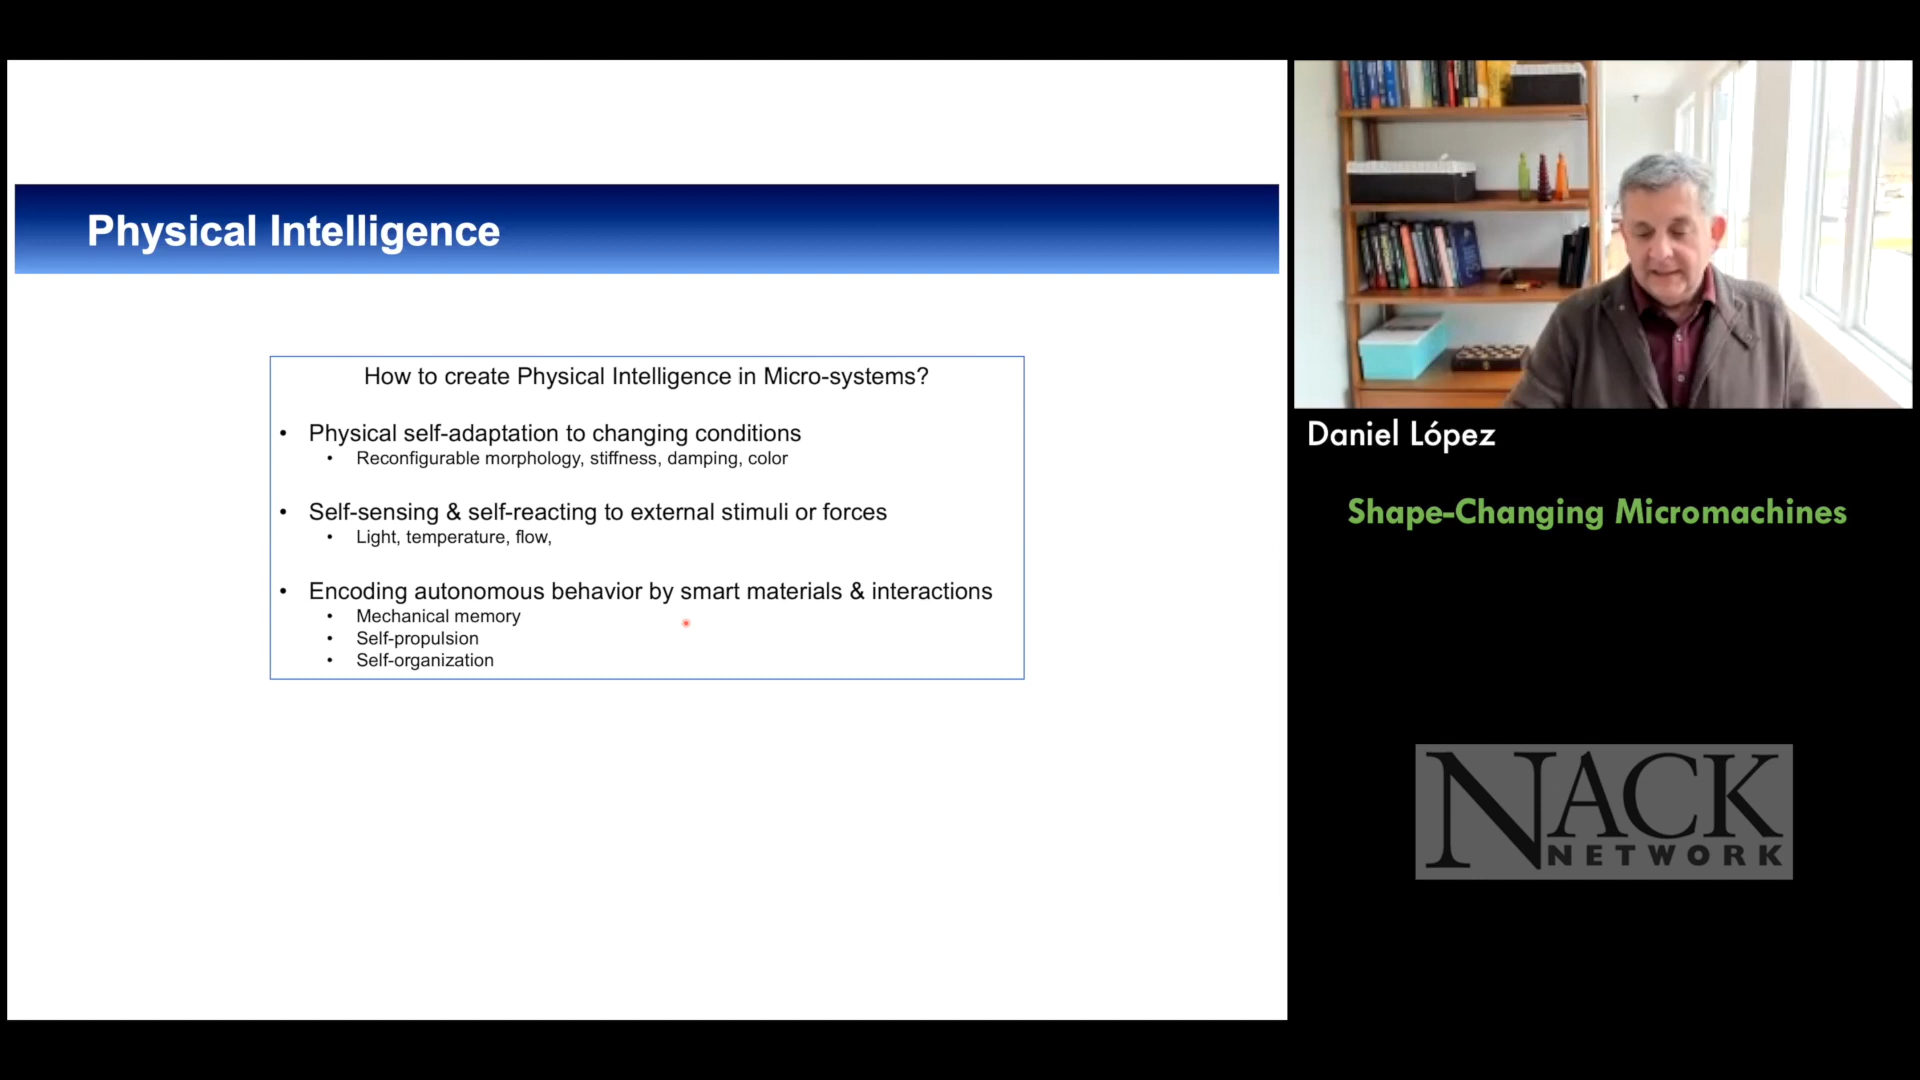 Physical Intelligence
How to create Physical Intelligence in Micro-systems?
• Physical self-adaptation to changing conditions
• Reconfigurable morphology, stiffness, damping, color
• Self-sensing & self-reacting to external stimuli or forces
• Light, temperature, flow,
• Encoding autonomous behavior by smart materials & interactions
• Mechanical memory
• Self-propulsion
• Self-organization
Daniel López
Shape-Changing Micromachines
NACK
NETWORK